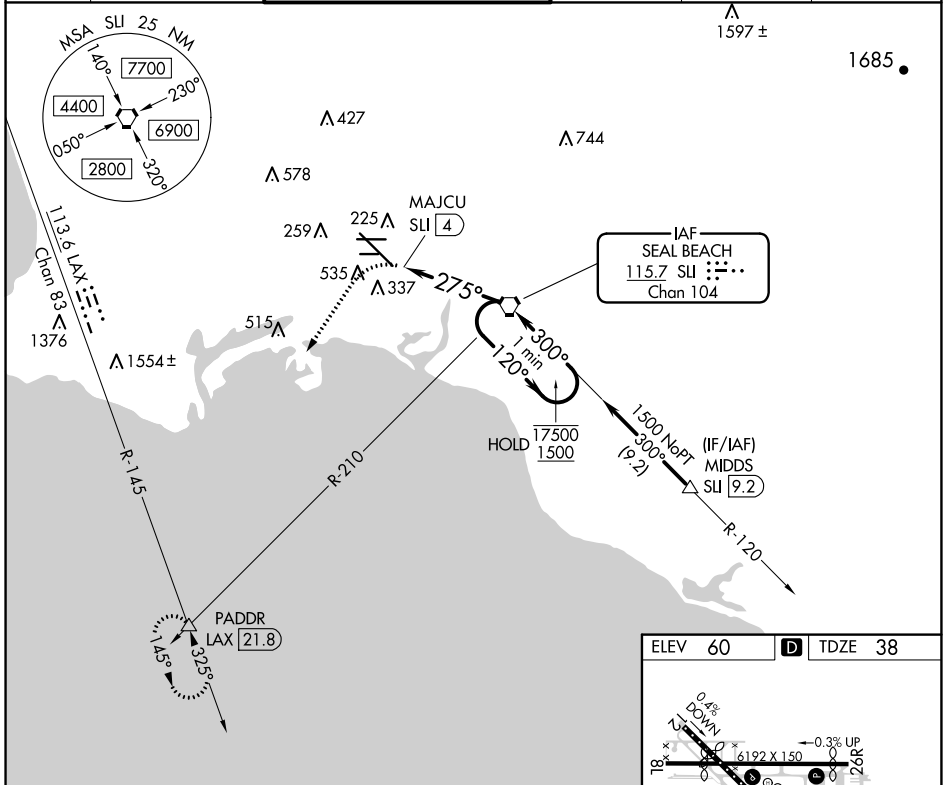 1597 ±
1685
MSA SLI 25 NM
140°
7700
230°
4400
6900
050°
2800
320°
427
744
578
MAJCU
SLI 4
225
259
IAF
SEAL BEACH
115.7 SLI
Chan 104
113.6 LAX
Chan 83
535
337
275°
515
1376
1554 ±
300°
1 min
120°
HOLD 17500
1500
1500 NoPT
300°
(9.2)
(IF/IAF)
MIDDS
SLI 9.2
R-145
R-210
R-120
PADDR
LAX 21.8
145°
325°
ELEV 60 D TDZE 38
0.4%
DOWN
12
0.3% UP
6192 X 150
8L
26R
A
P